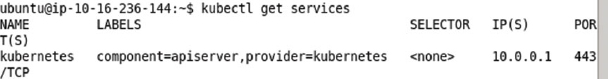 ubuntu@ip-10-16-236-144:~$ kubectl get services
NAME LABELS SELECTOR IP(S) POR
T(S)
kubernetes component=apiserver,provider=kubernetes <none> 10.0.0.1 443
/TCP